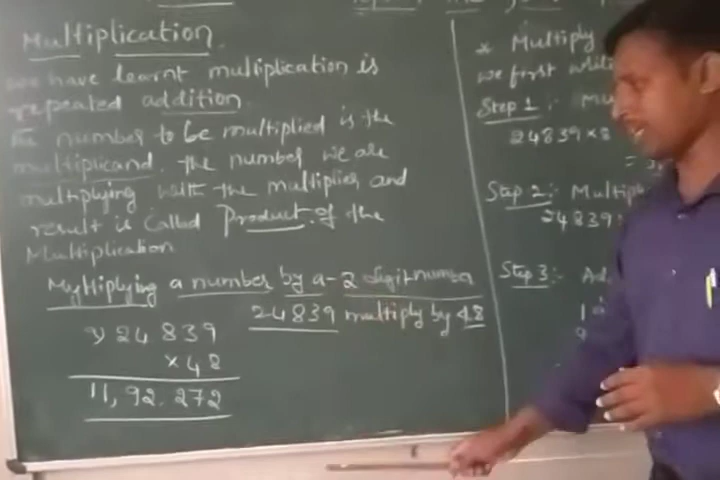 Multiplication.
we have learnt multiplication is
repeated addition.
The number to be multiplied is the
multiplicand. the number we are
multplying with the multiplier and
result is called Product. of the
Multiplication
Multiplying a number by a-2 digit number
24839 multiply by 48
24839
×48
11,92.272
* Multiply
we first
Step 1 :-
24839×8
=
Step 2:- Multipl
24839
Step 3 :- Ad